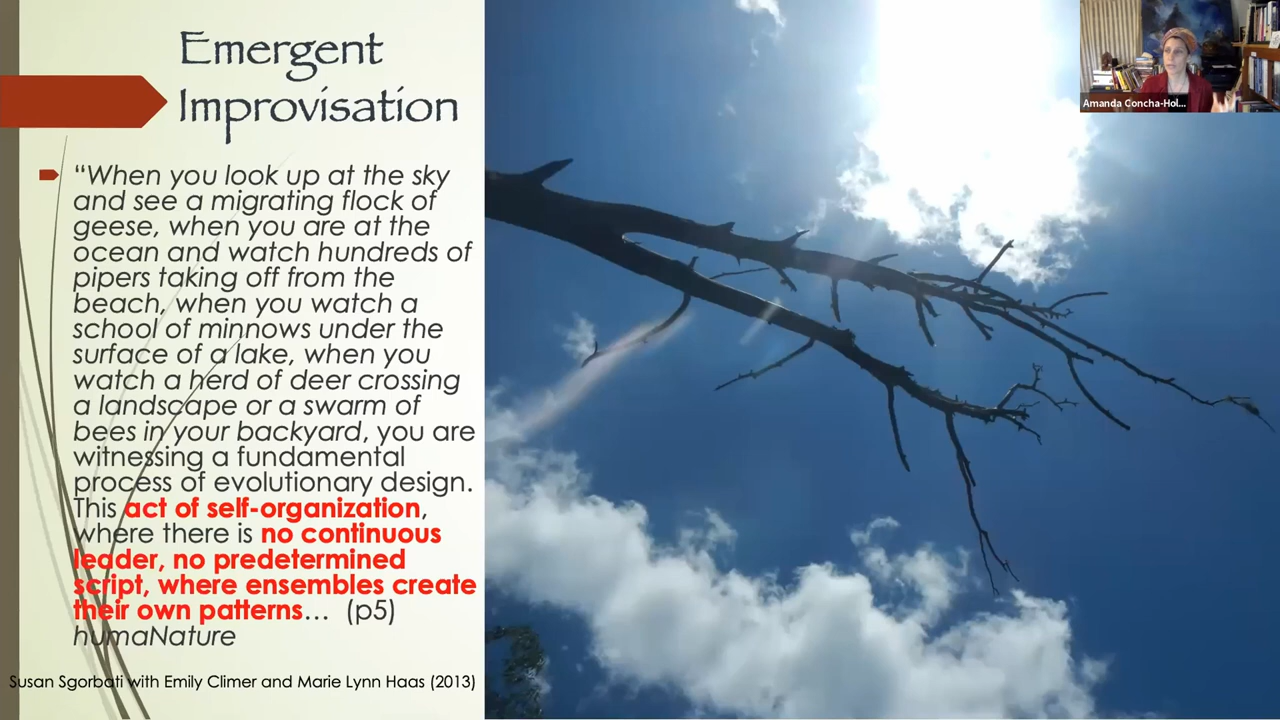 Emergent
Improvisation
“When you look up at the sky
and see a migrating flock of
geese, when you are at the
ocean and watch hundreds of
pipers taking off from the
beach, when you watch a
school of minnows under the
surface of a lake, when you
watch a herd of deer crossing
a landscape or a swarm of
bees in your backyard, you are
witnessing a fundamental
process of evolutionary design.
This act of self-organization,
where there is no continuous
leader, no predetermined
script, where ensembles create
their own patterns… (p5)
humaNature
Susan Sgorbati with Emily Climer and Marie Lynn Haas (2013)
Amanda Concha-Hol...